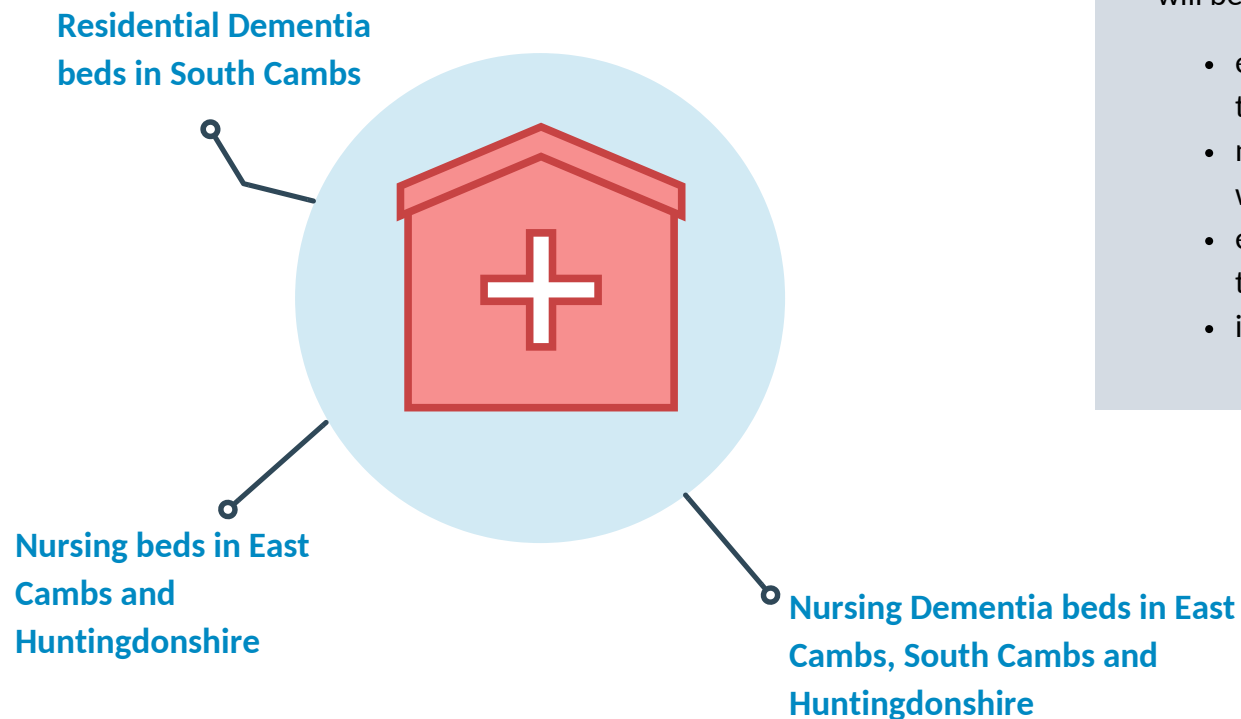 Residential Dementia
beds in South Cambs
Nursing beds in East
Cambs and
Huntingdonshire
Nursing Dementia beds in East
Cambs, South Cambs and
Huntingdonshire